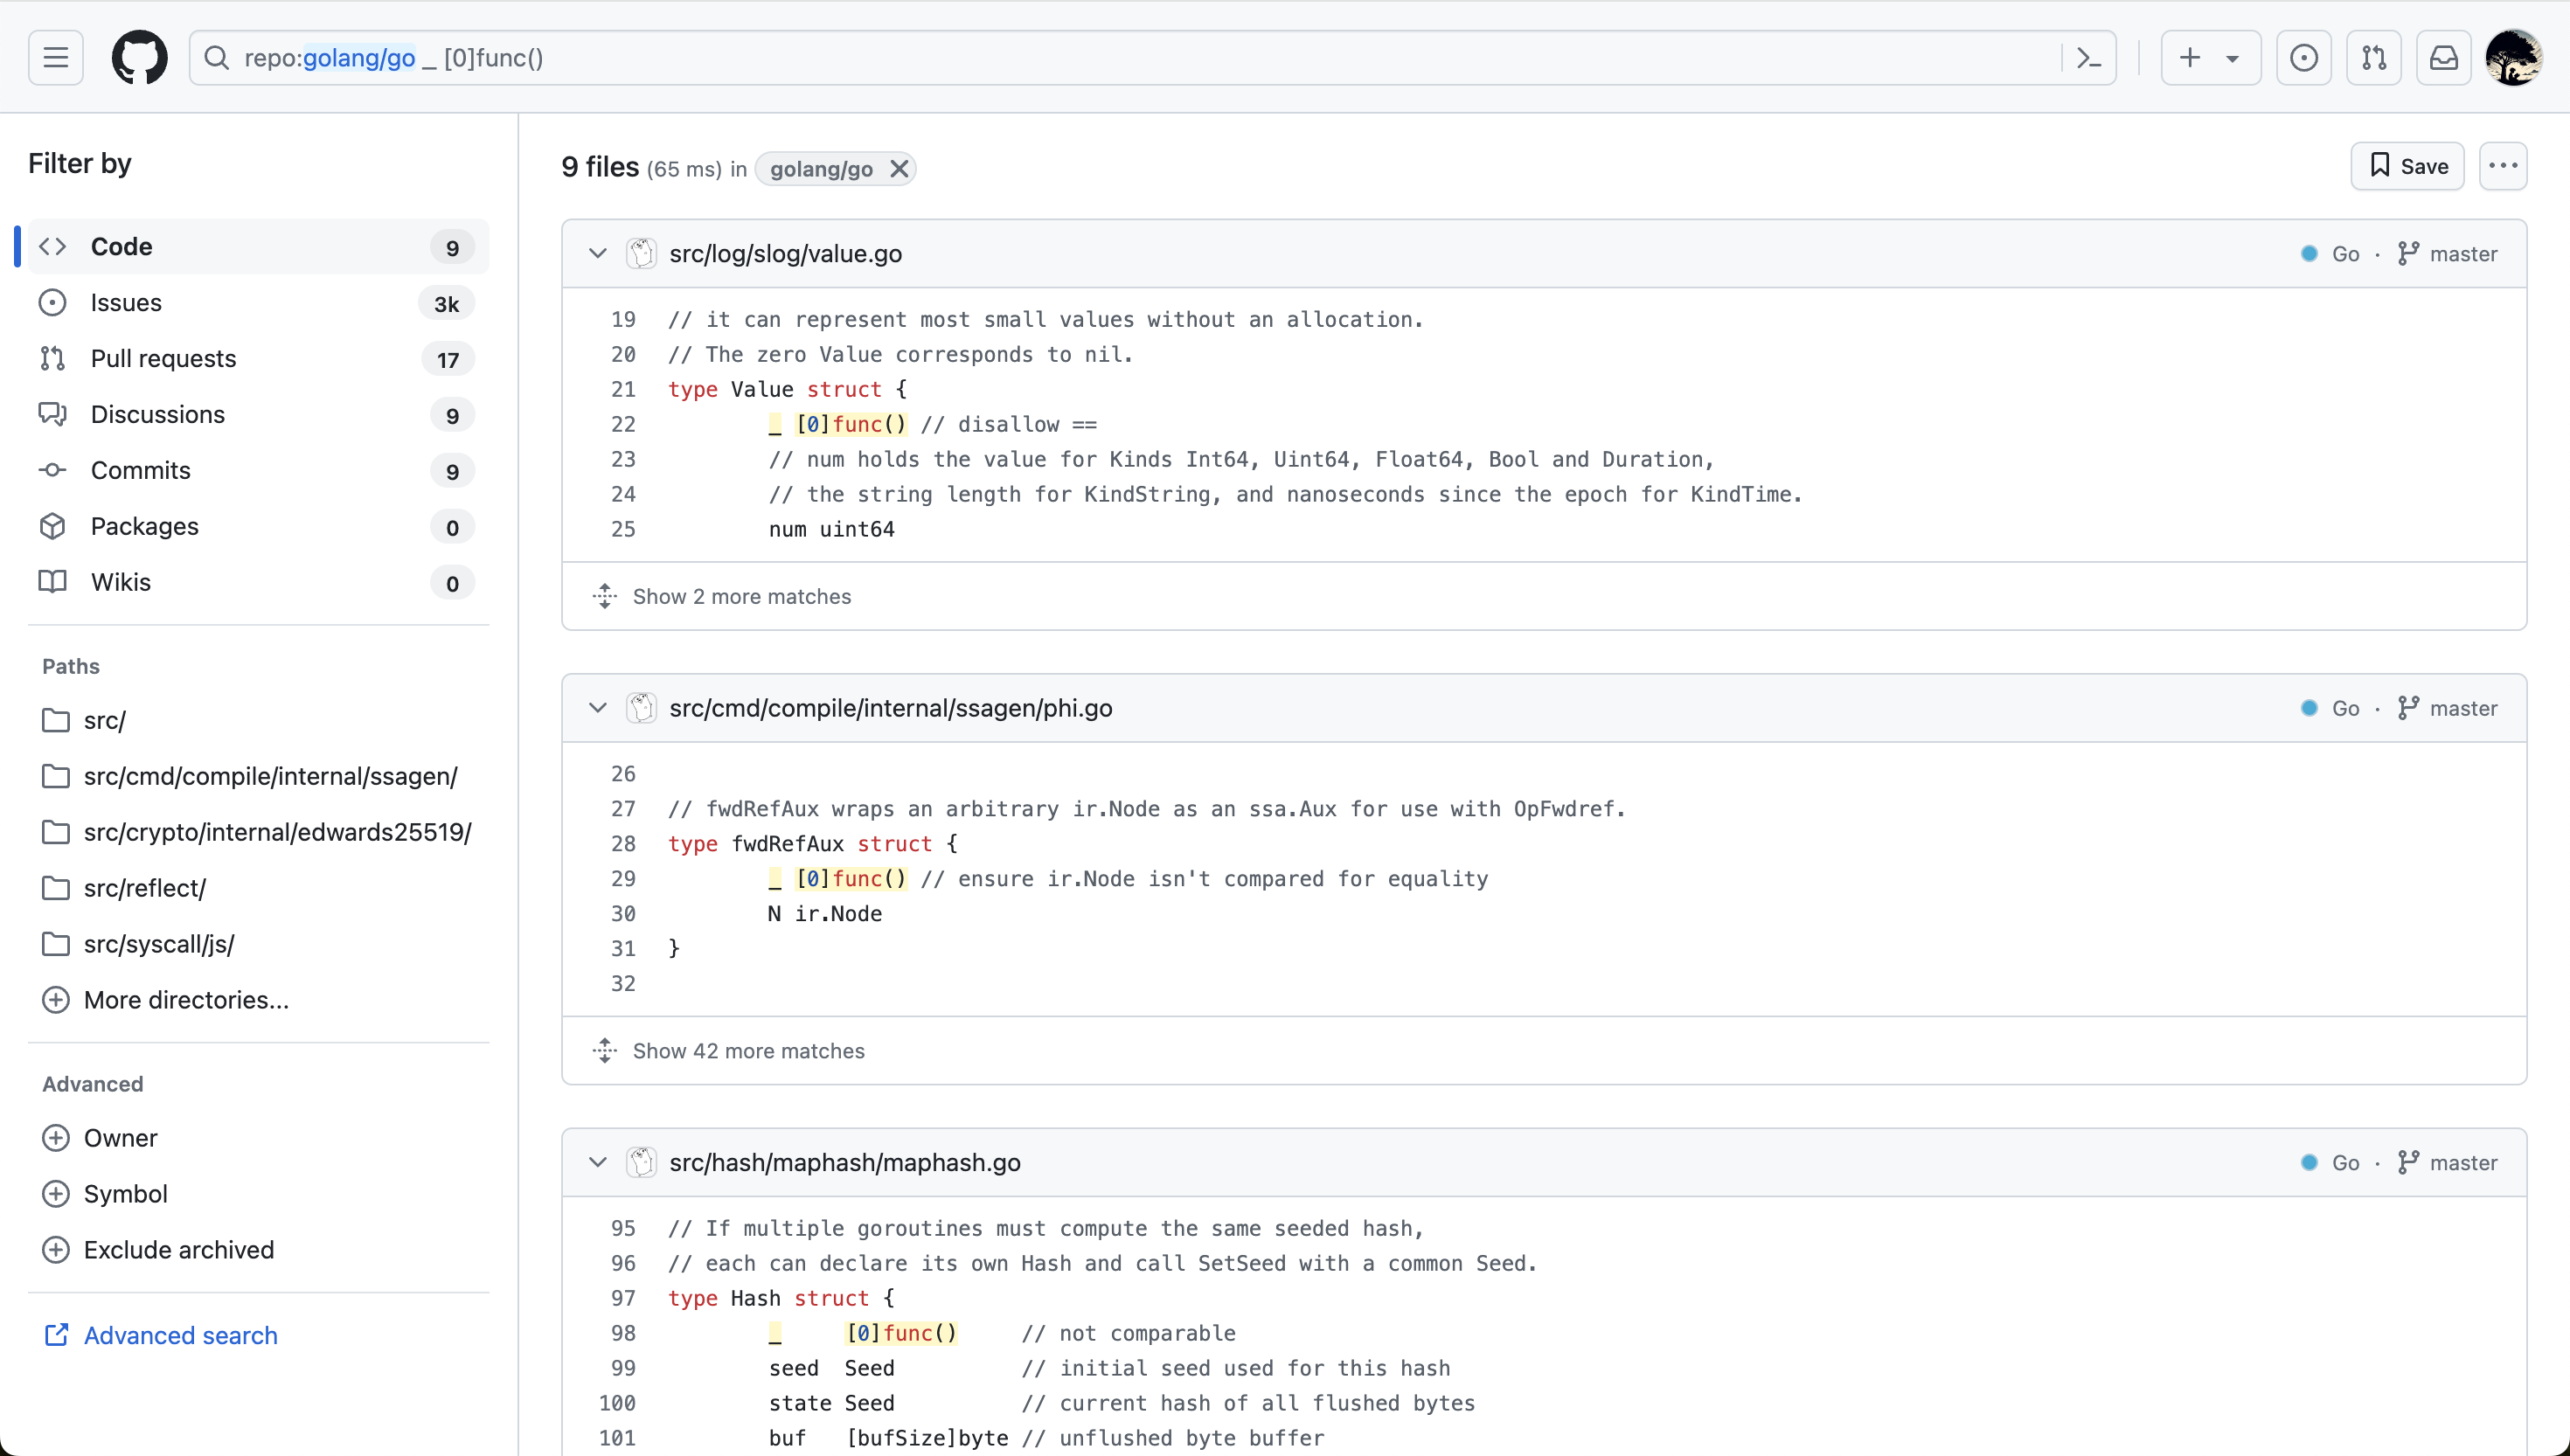 repo:golang/go _ [0]func()
Filter by
Code 9
Issues 3k
Pull requests 17
Discussions 9
Commits 9
Packages 0
Wikis 0
Paths
src/
src/cmd/compile/internal/ssagen/
src/crypto/internal/edwards25519/
src/reflect/
src/syscall/js/
More directories...
Advanced
Owner
Symbol
Exclude archived
Advanced search
9 files (65 ms) in golang/go
Save
src/log/slog/value.go Go · master
19 // it can represent most small values without an allocation.
20 // The zero Value corresponds to nil.
21 type Value struct {
22 _ [0]func() // disallow ==
23 // num holds the value for Kinds Int64, Uint64, Float64, Bool and Duration,
24 // the string length for KindString, and nanoseconds since the epoch for KindTime.
25 num uint64
Show 2 more matches
src/cmd/compile/internal/ssagen/phi.go Go · master
26
27 // fwdRefAux wraps an arbitrary ir.Node as an ssa.Aux for use with OpFwdref.
28 type fwdRefAux struct {
29 _ [0]func() // ensure ir.Node isn't compared for equality
30 N ir.Node
31 }
32
Show 42 more matches
src/hash/maphash/maphash.go Go · master
95 // If multiple goroutines must compute the same seeded hash,
96 // each can declare its own Hash and call SetSeed with a common Seed.
97 type Hash struct {
98 _ [0]func() // not comparable
99 seed Seed // initial seed used for this hash
100 state Seed // current hash of all flushed bytes
101 buf [bufSize]byte // unflushed byte buffer